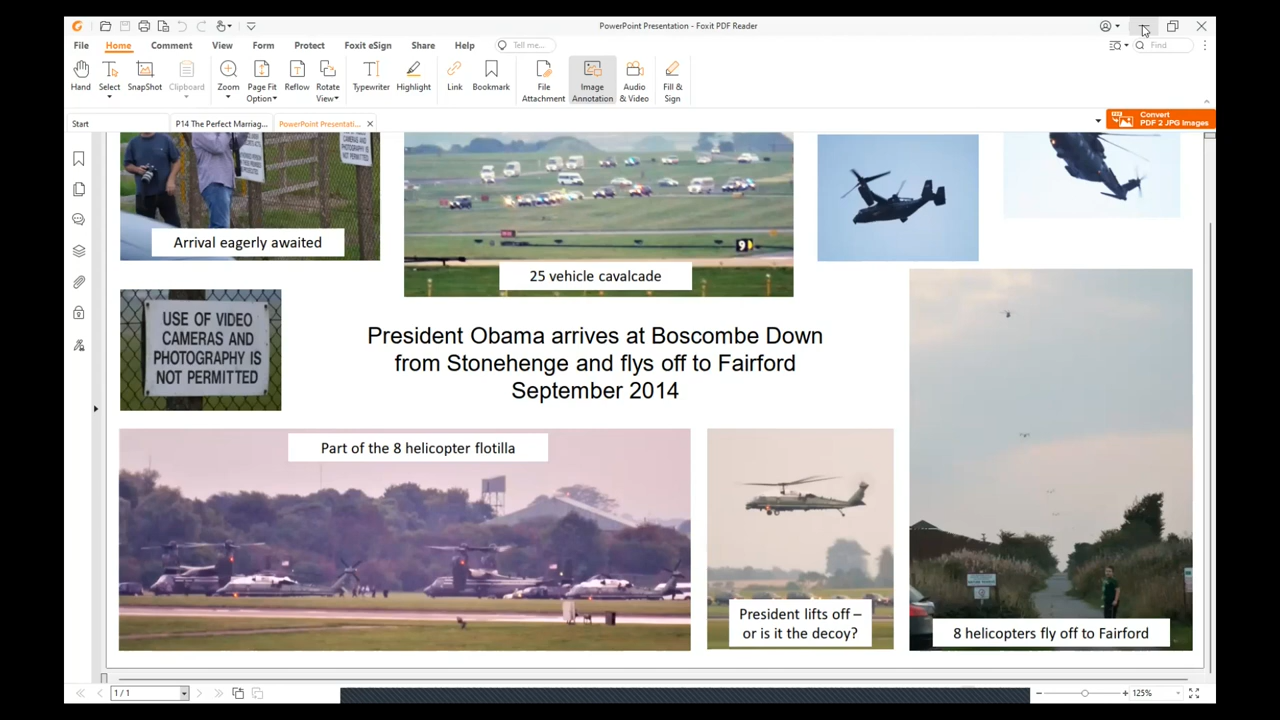 PowerPoint Presentation - Foxit PDF Reader
File Home Comment View Form Protect Foxit eSign Share Help Tell me... Find
Hand Select SnapShot Clipboard Zoom Page Fit Option Reflow Rotate View Typewriter Highlight Link Bookmark File Attachment Image Annotation Audio & Video Fill & Sign
Convert
PDF 2 JPG Images
Start P14 The Perfect Marriag... PowerPoint Presentati...
Arrival eagerly awaited
9
25 vehicle cavalcade
USE OF VIDEO
CAMERAS AND
PHOTOGRAPHY IS
NOT PERMITTED
President Obama arrives at Boscombe Down
from Stonehenge and flys off to Fairford
September 2014
Part of the 8 helicopter flotilla
President lifts off –
or is it the decoy?
8 helicopters fly off to Fairford
1 / 1
125%